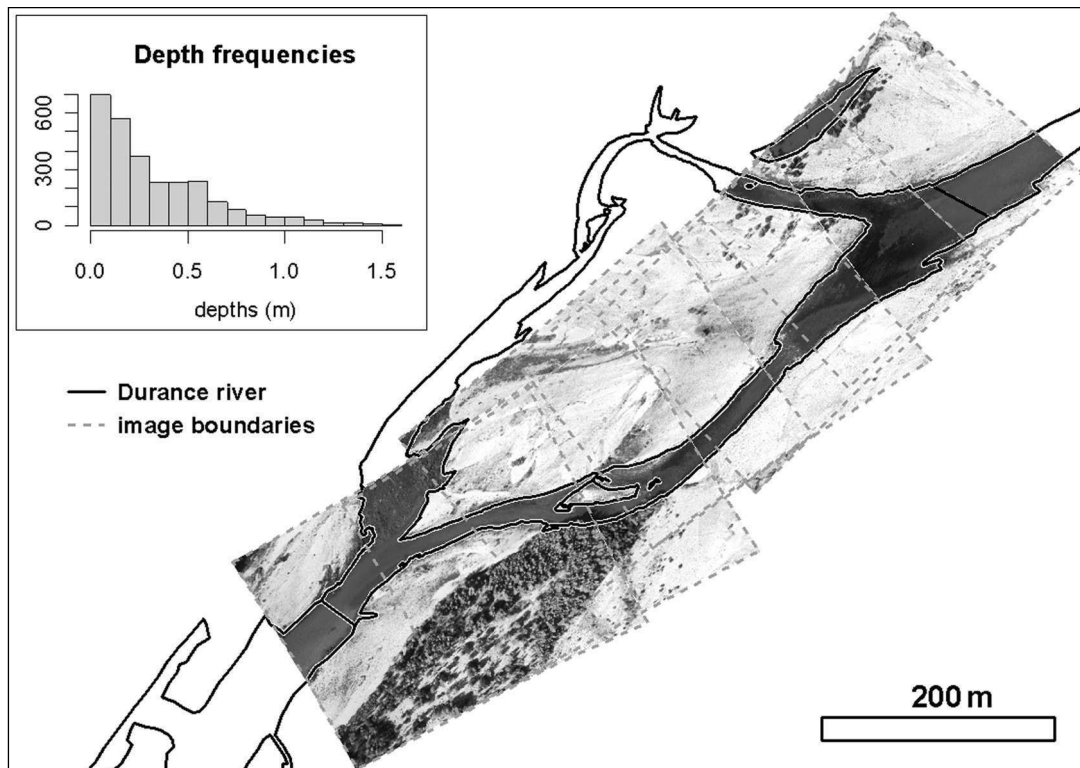 Depth frequencies
600
300
0
0.0 0.5 1.0 1.5
depths (m)
Durance river
image boundaries
200 m